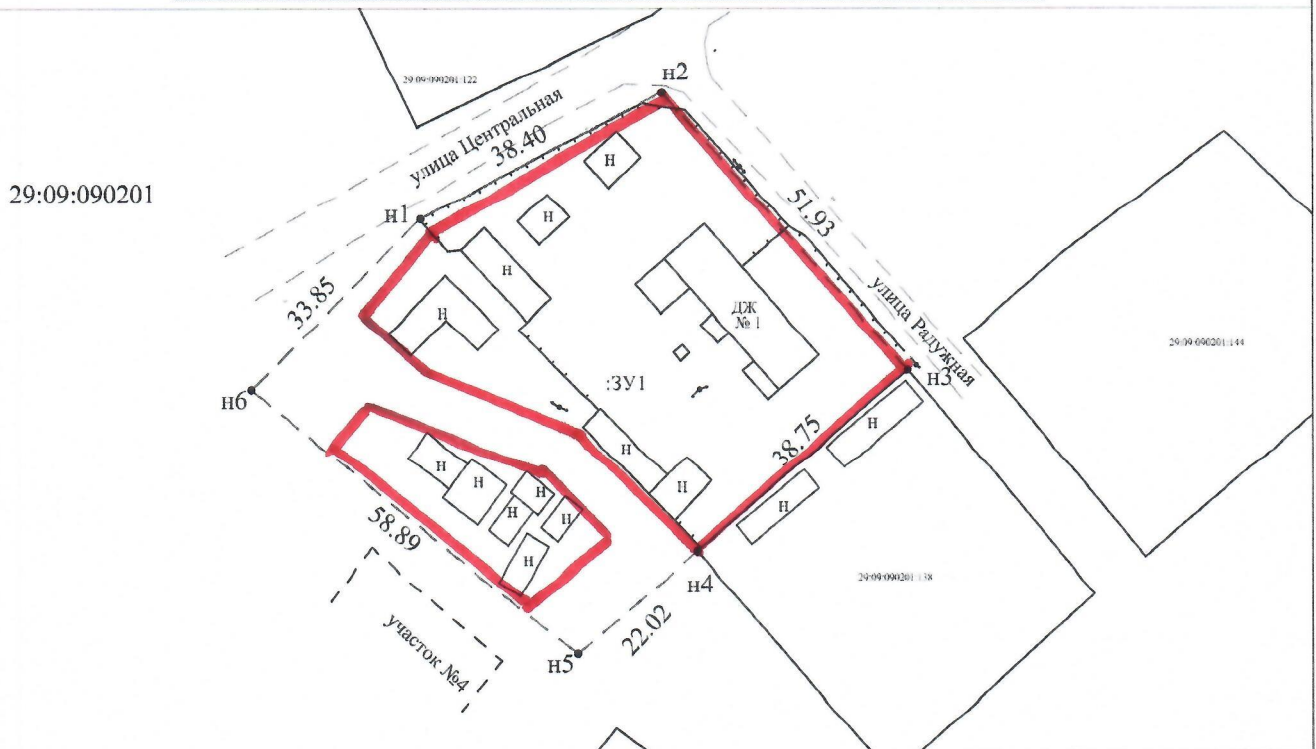 29:09:090201:122
н2
улица Центральная
38.40
Н
29:09:090201
н1
Н
51.93
Н
33.85
улица Радужная
Н
ДЖ
№ 1
29:09:090201:144
:ЗУ1
н3
н6
Н
38.75
Н
Н
Н
Н
Н
Н
Н
Н
Н
58.89
Н
29:09:090201:138
н4
22.02
участок №4
н5